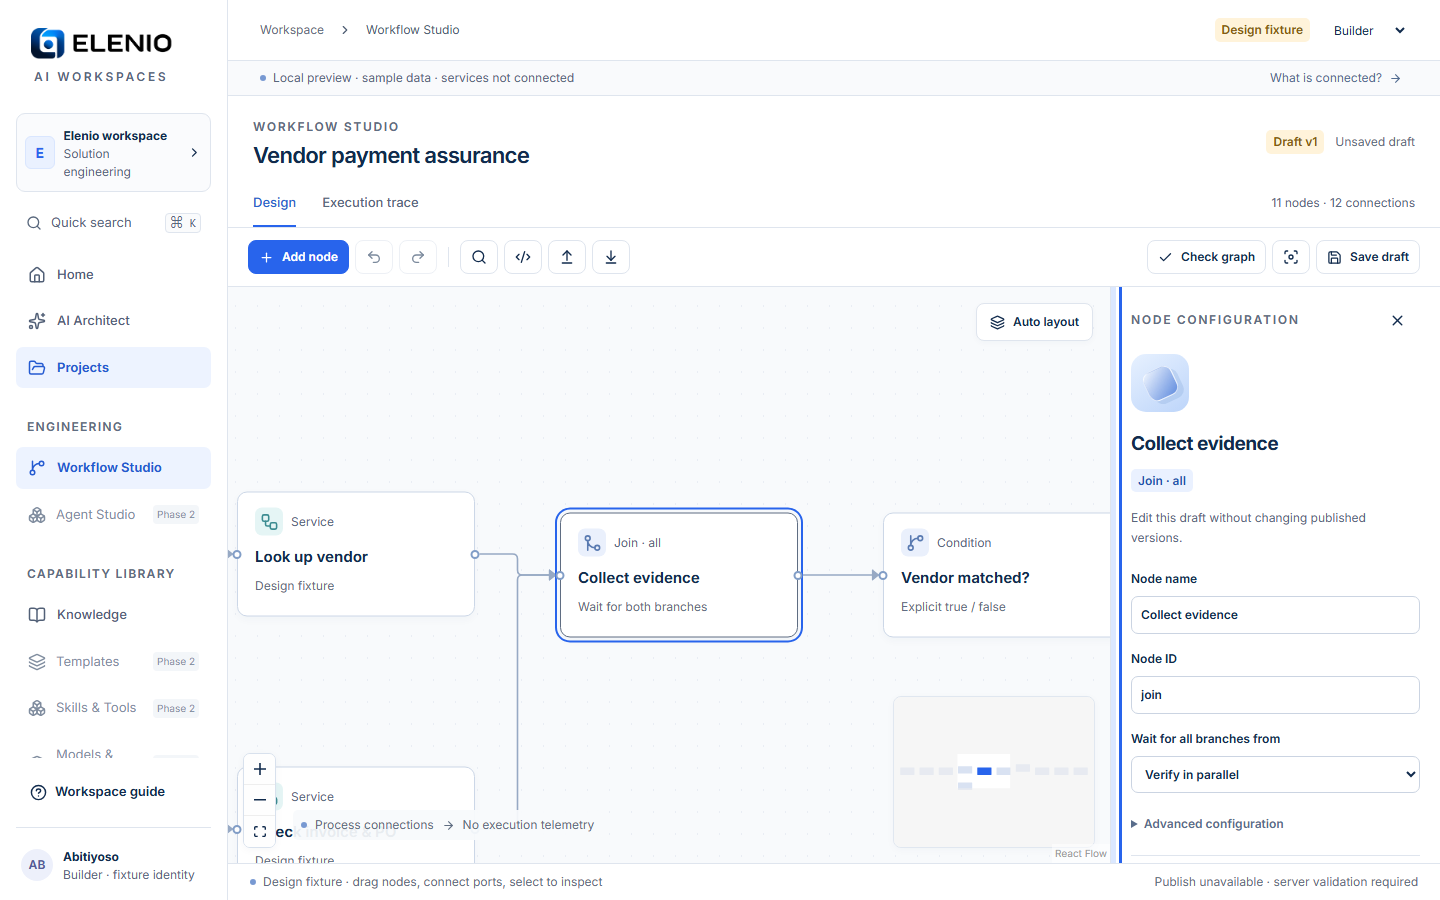 ELENIO
AI WORKSPACES
E
Elenio workspace
Solution
engineering
Quick search
⌘ K
Home
AI Architect
Projects
ENGINEERING
Workflow Studio
Agent Studio
Phase 2
CAPABILITY LIBRARY
Knowledge
Templates
Phase 2
Skills & Tools
Phase 2
Models &
Workspace guide
AB
Abitiyoso
Builder · fixture identity
Workspace
Workflow Studio
Design fixture
Builder
Local preview · sample data · services not connected
What is connected? →
WORKFLOW STUDIO
Vendor payment assurance
Draft v1
Unsaved draft
Design
Execution trace
11 nodes · 12 connections
Add node
Check graph
Save draft
Auto layout
Service
Look up vendor
Design fixture
Join · all
Collect evidence
Wait for both branches
Condition
Vendor matched?
Explicit true / false
Service
eck invoice & PO
Process connections → No execution telemetry
Design fixture
React Flow
NODE CONFIGURATION
Collect evidence
Join · all
Edit this draft without changing published
versions.
Node name
Collect evidence
Node ID
join
Wait for all branches from
Verify in parallel
Advanced configuration
Design fixture · drag nodes, connect ports, select to inspect
Publish unavailable · server validation required